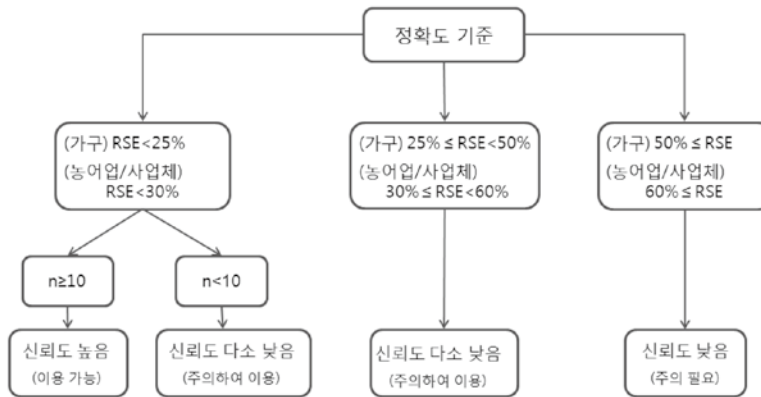 정확도 기준
(가구) RSE<25%
(농어업/사업체)
RSE<30%
(가구) 25% ≤ RSE<50%
(농어업/사업체)
30% ≤ RSE<60%
(가구) 50% ≤ RSE
(농어업/사업체)
60% ≤ RSE
n≥10
n<10
신뢰도 높음
(이용 가능)
신뢰도 다소 낮음
(주의하여 이용)
신뢰도 다소 낮음
(주의하여 이용)
신뢰도 낮음
(주의 필요)